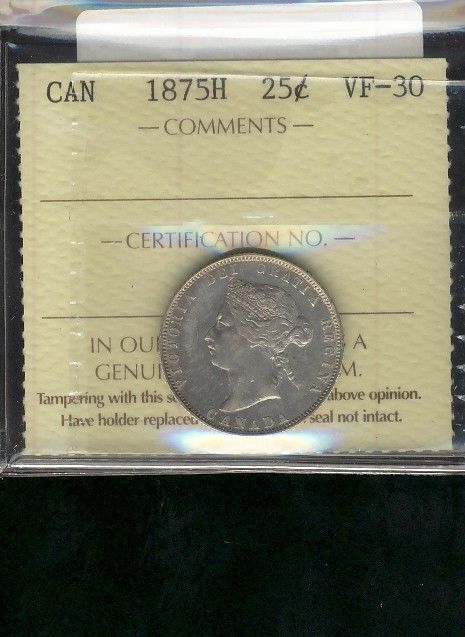 CAN 1875H 25¢ VF-30
— COMMENTS —
— CERTIFICATION NO. —
VICTORIA DEI GRATIA REGINA
CANADA
IN OU A
GENUI M.
Tampering with this se above opinion.
Have holder replaced seal not intact.